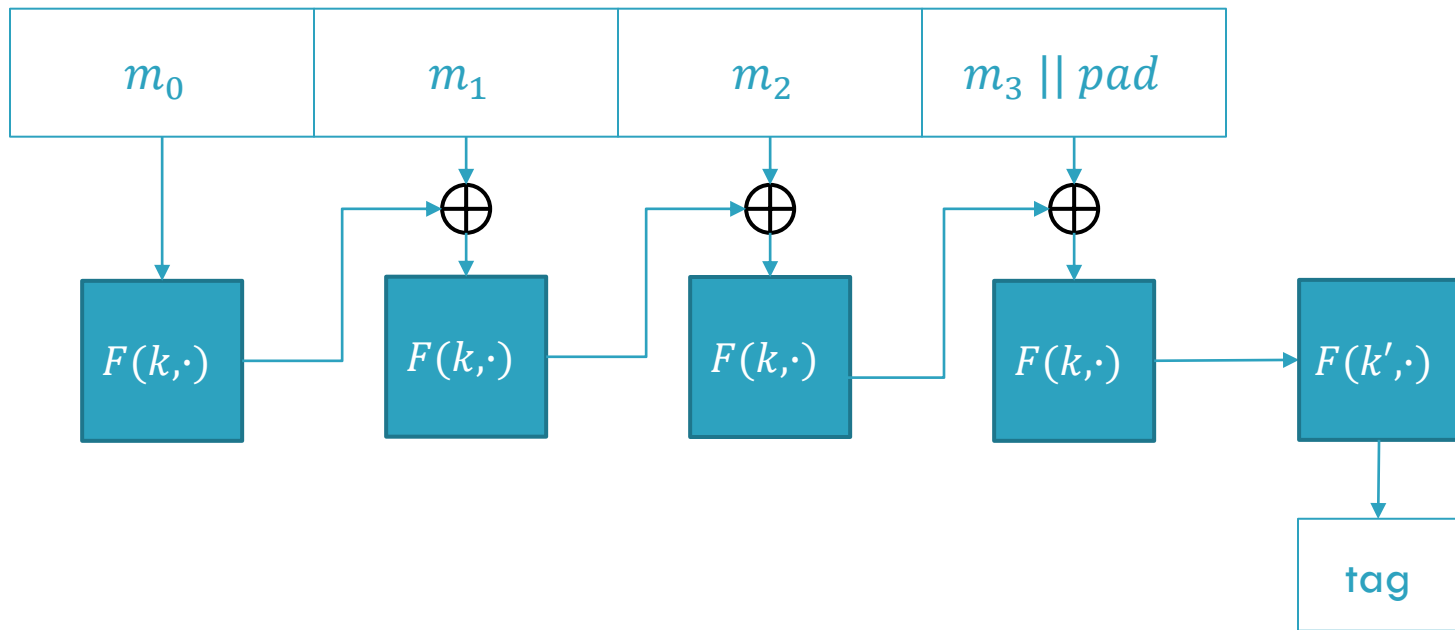 m₀ m₁ m₂ m₃ || pad
F(k,·) F(k,·) F(k,·) F(k,·) F(k',·)
tag